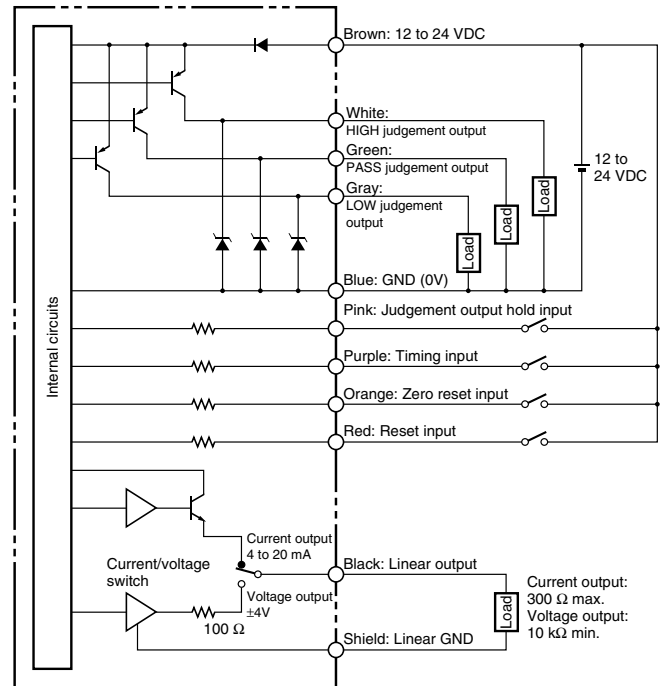 Brown: 12 to 24 VDC
White:
HIGH judgement output
Green:
PASS judgement output
Gray:
LOW judgement
output
Load
Load
Load
12 to
24 VDC
Blue: GND (0V)
Pink: Judgement output hold input
Purple: Timing input
Orange: Zero reset input
Red: Reset input
Internal circuits
Current output
4 to 20 mA
Current/voltage
switch
Black: Linear output
Voltage output
±4V
100 Ω
Load
Current output:
300 Ω max.
Voltage output:
10 kΩ min.
Shield: Linear GND